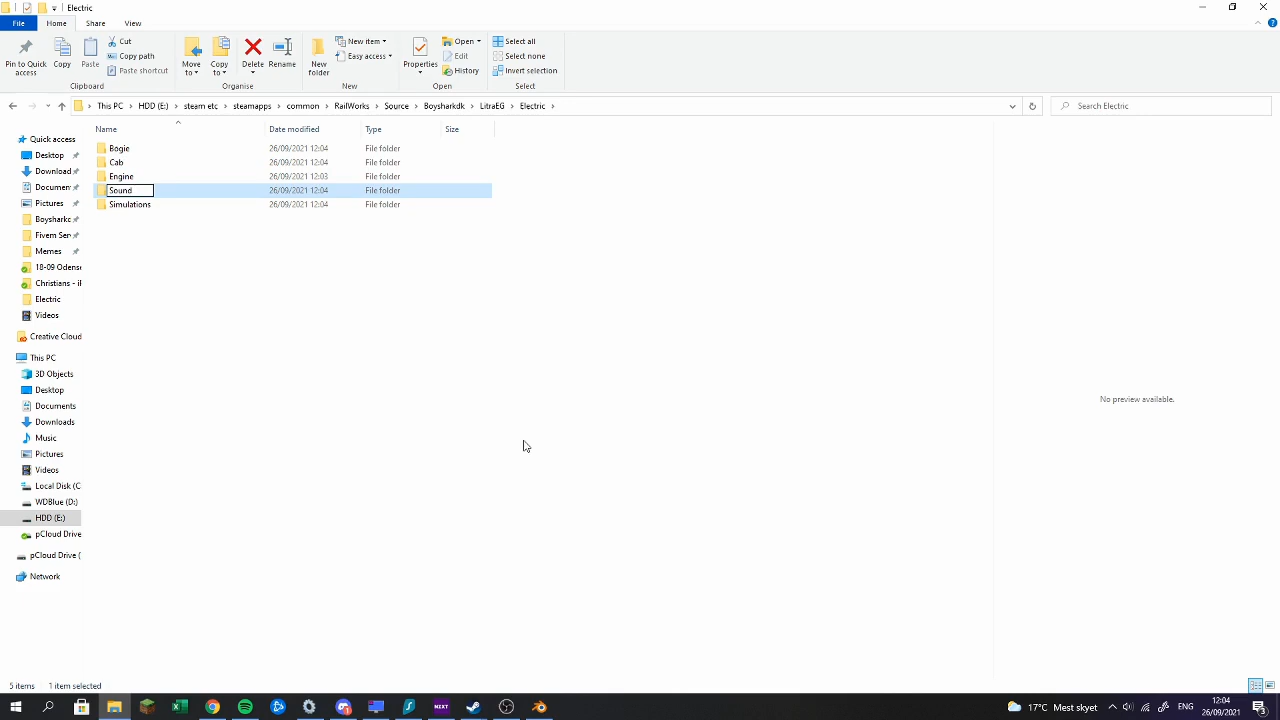 Electric
File Home Share View
Pin to Quick access
Copy
Paste
Cut
Copy path
Paste shortcut
Clipboard
Move to
Copy to
Delete
Rename
Organise
New folder
New item
Easy access
New
Properties
Open
Edit
History
Open
Select all
Select none
Invert selection
Select
This PC > HDD (E:) > steam etc > steamapps > common > RailWorks > Source > Boysharkdk > LitraEG > Electric >
Search Electric
Name Date modified Type Size
Bogie 26/09/2021 12:04 File folder
Cab 26/09/2021 12:04 File folder
Engine 26/09/2021 12:03 File folder
Sound 26/09/2021 12:04 File folder
Simulations 26/09/2021 12:04 File folder
Quick access
Desktop
Download
Documen
Pictures
Boysharkd
Fivem Ser
Memes
18-09 Odens
Christians - i
Electric
Videos
Creative Cloud
This PC
3D Objects
Desktop
Documents
Downloads
Music
Pictures
Videos
Local Disk (C
WDBlue (D:)
HDD (E:)
pCloud Drive
pCloud Drive (
Network
No preview available.
5 items 1 item selected
NEXT
17°C Mest skyet
ENG
12:04
26/09/2021